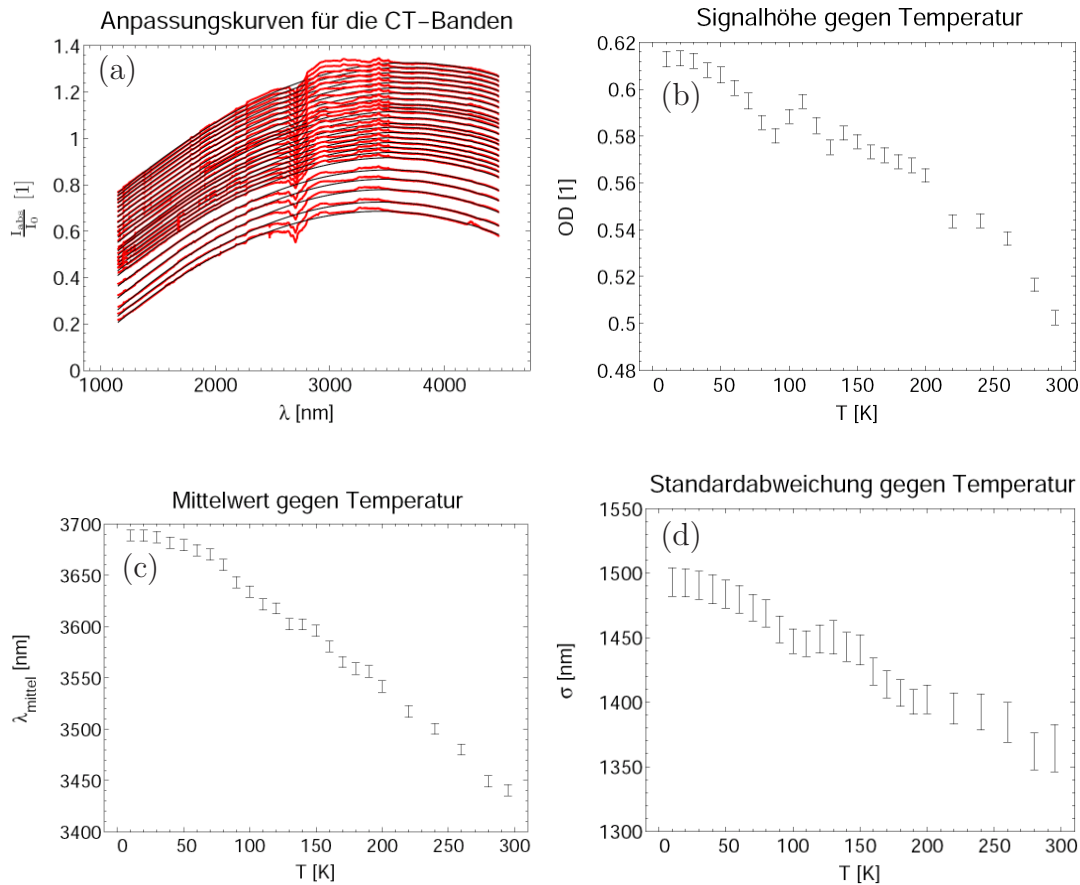 Anpassungskurven für die CT−Banden
(a)
1.4
1.2
1
0.8
0.6
0.4
0.2
0
I_abs/I_0 [1]
1000 2000 3000 4000
λ [nm]
Signalhöhe gegen Temperatur
(b)
0.62
0.6
0.58
0.56
0.54
0.52
0.5
0.48
OD [1]
0 50 100 150 200 250 300
T [K]
Mittelwert gegen Temperatur
(c)
3700
3650
3600
3550
3500
3450
3400
λmittel [nm]
0 50 100 150 200 250 300
T [K]
Standardabweichung gegen Temperatur
(d)
1550
1500
1450
1400
1350
1300
σ [nm]
0 50 100 150 200 250 300
T [K]